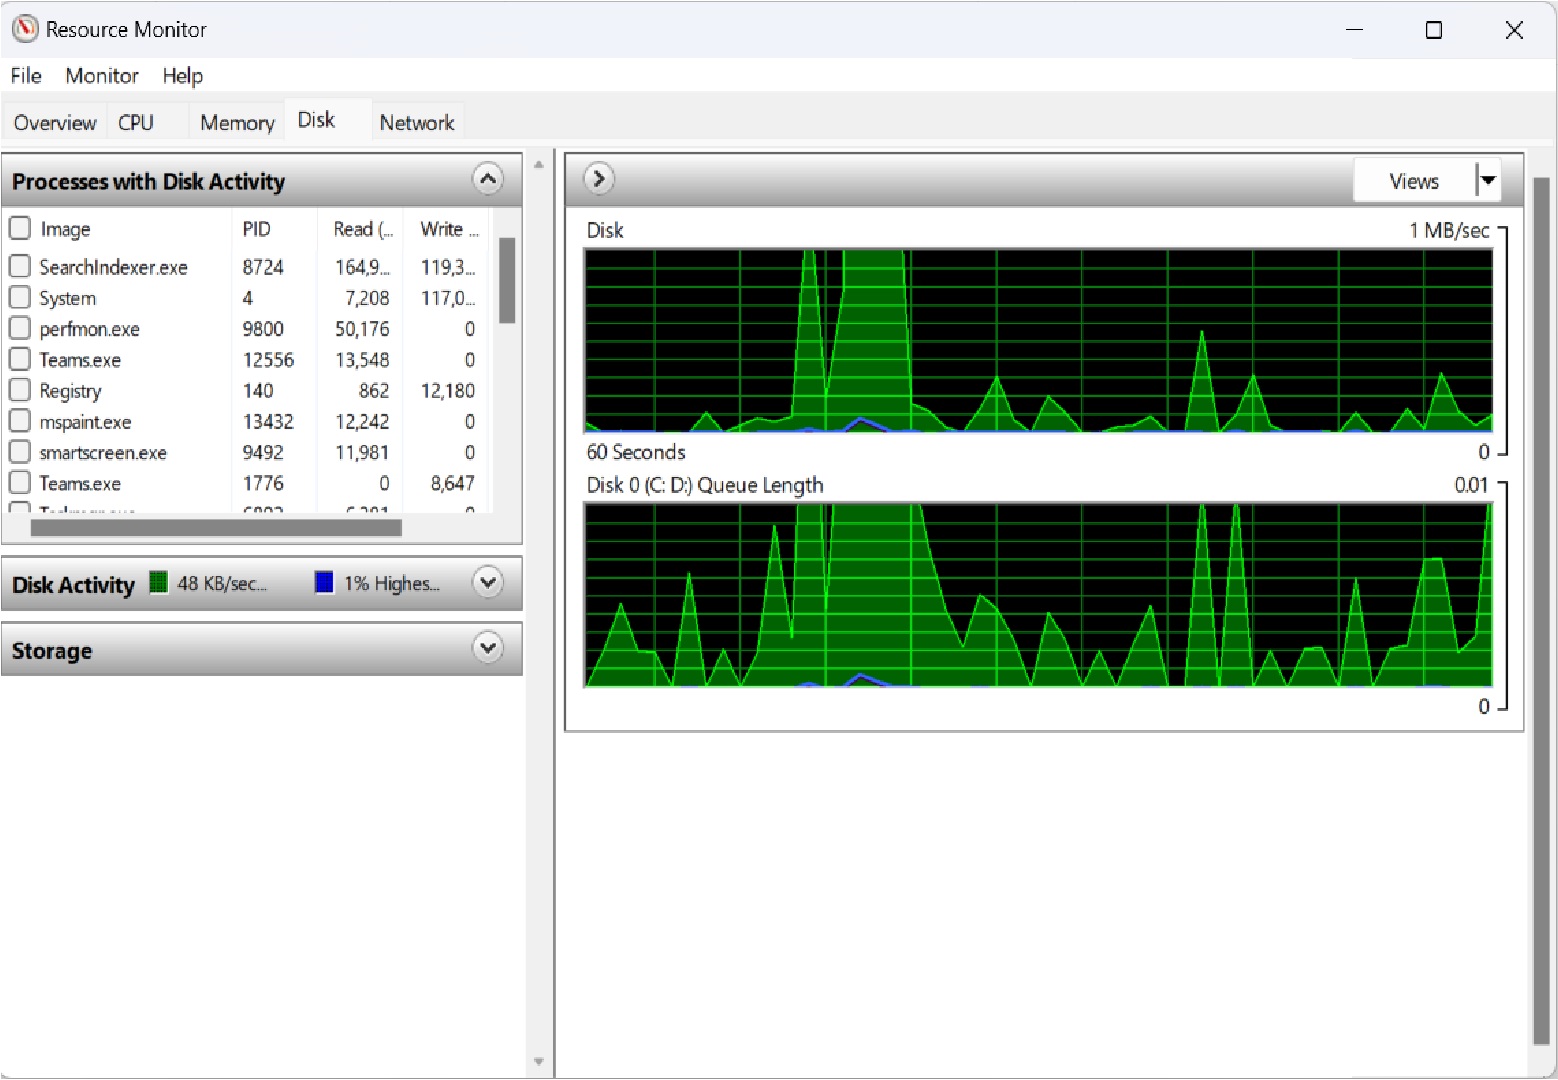 Resource Monitor
File Monitor Help
Overview CPU Memory Disk Network
Processes with Disk Activity
Image PID Read (... Write ...
SearchIndexer.exe 8724 164,9... 119,3...
System 4 7,208 117,0...
perfmon.exe 9800 50,176 0
Teams.exe 12556 13,548 0
Registry 140 862 12,180
mspaint.exe 13432 12,242 0
smartscreen.exe 9492 11,981 0
Teams.exe 1776 0 8,647
Disk Activity 48 KB/sec... 1% Highes...
Storage
Views
Disk 1 MB/sec
60 Seconds 0
Disk 0 (C: D:) Queue Length 0.01
0